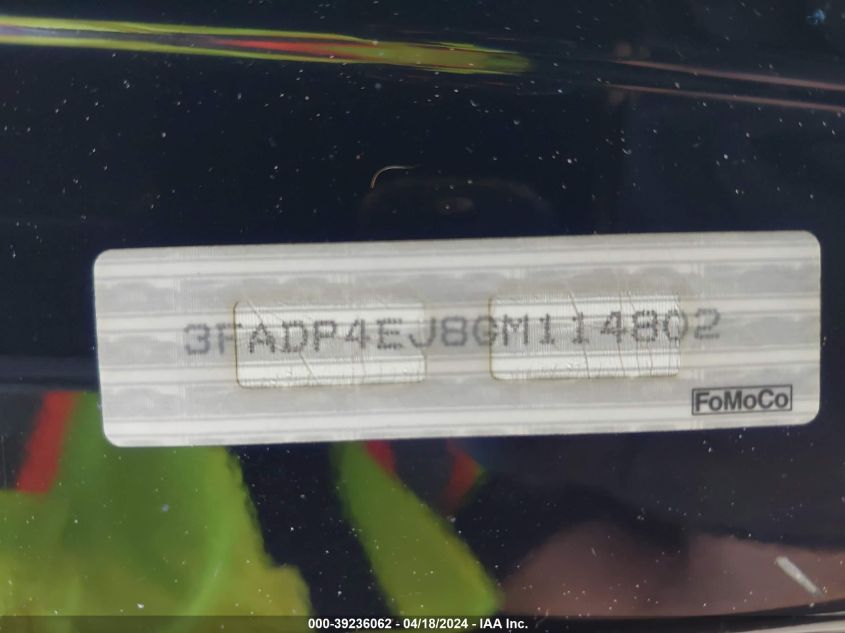 3FADP4EJ8GM114802
FoMoCo
000-39236062 - 04/18/2024 - IAA Inc.